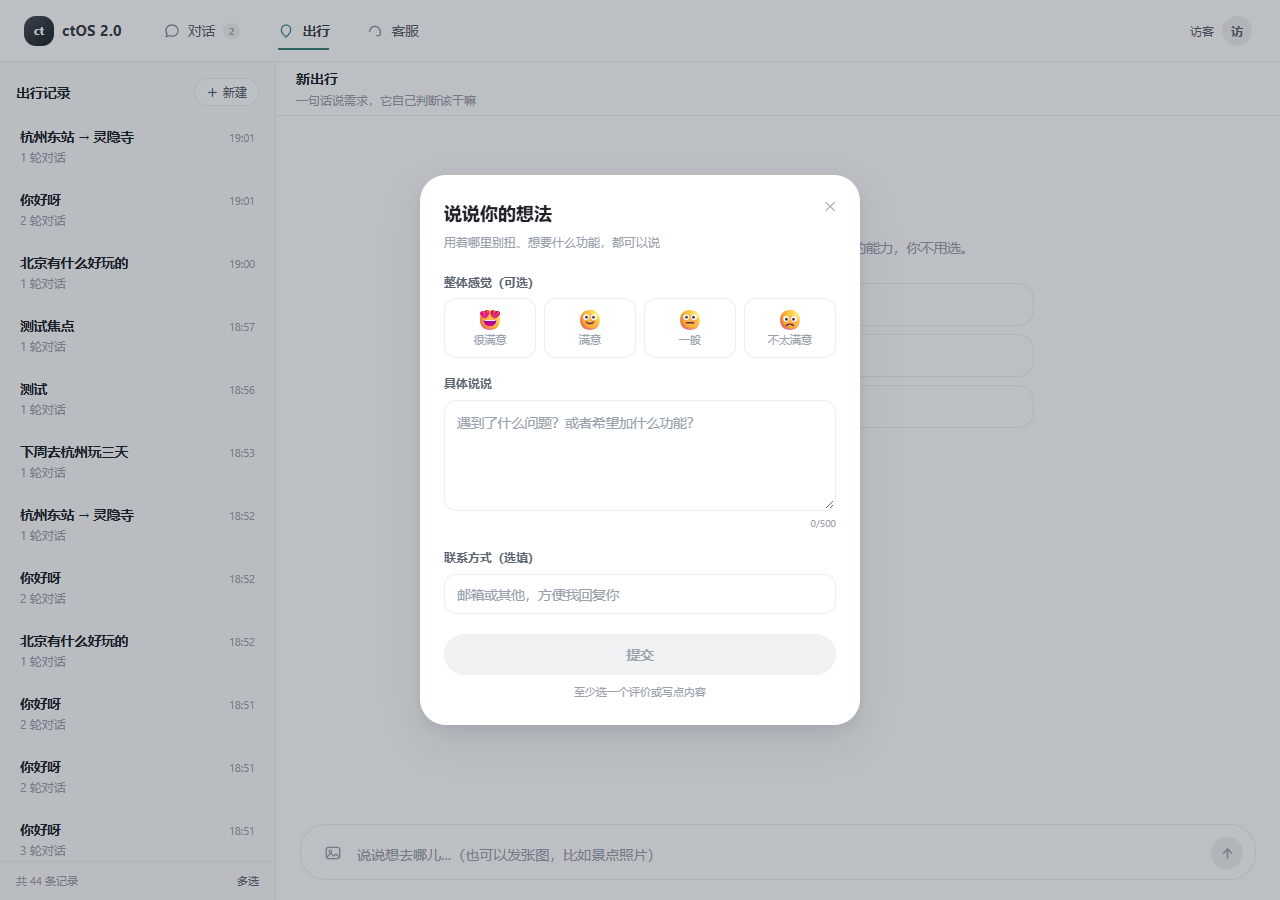 ct ctOS 2.0 对话 2 出行 客服 访客 访
出行记录 + 新建
杭州东站 → 灵隐寺 19:01
1 轮对话
你好呀 19:01
2 轮对话
北京有什么好玩的 19:00
1 轮对话
测试焦点 18:57
1 轮对话
测试 18:56
1 轮对话
下周去杭州玩三天 18:53
1 轮对话
杭州东站 → 灵隐寺 18:52
1 轮对话
你好呀 18:52
2 轮对话
北京有什么好玩的 18:52
1 轮对话
你好呀 18:51
2 轮对话
你好呀 18:51
2 轮对话
你好呀 18:51
3 轮对话
共 44 条记录 多选
新出行
一句话说需求，它自己判断该干嘛
的能力，你不用选。
说说你的想法
用着哪里别扭、想要什么功能，都可以说
整体感觉（可选）
很满意 满意 一般 不太满意
具体说说
遇到了什么问题？或者希望加什么功能？
0/500
联系方式（选填）
邮箱或其他，方便我回复你
提交
至少选一个评价或写点内容
说说想去哪儿...（也可以发张图，比如景点照片）